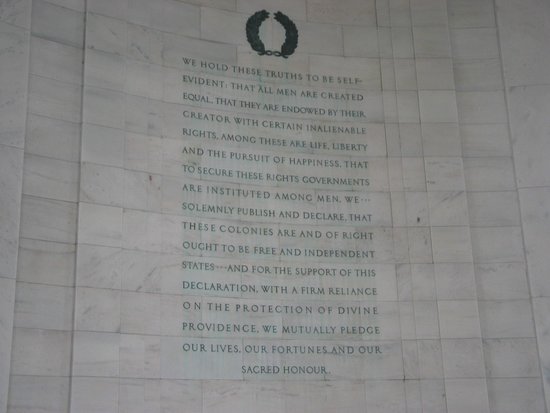 WE HOLD THESE TRUTHS TO BE SELF-
EVIDENT: THAT ALL MEN ARE CREATED
EQUAL, THAT THEY ARE ENDOWED BY THEIR
CREATOR WITH CERTAIN INALIENABLE
RIGHTS, AMONG THESE ARE LIFE, LIBERTY
AND THE PURSUIT OF HAPPINESS, THAT
TO SECURE THESE RIGHTS GOVERNMENTS
ARE INSTITUTED AMONG MEN. WE···
SOLEMNLY PUBLISH AND DECLARE, THAT
THESE COLONIES ARE AND OF RIGHT
OUGHT TO BE FREE AND INDEPENDENT
STATES···AND FOR THE SUPPORT OF THIS
DECLARATION, WITH A FIRM RELIANCE
ON THE PROTECTION OF DIVINE
PROVIDENCE, WE MUTUALLY PLEDGE
OUR LIVES, OUR FORTUNES AND OUR
SACRED HONOUR.